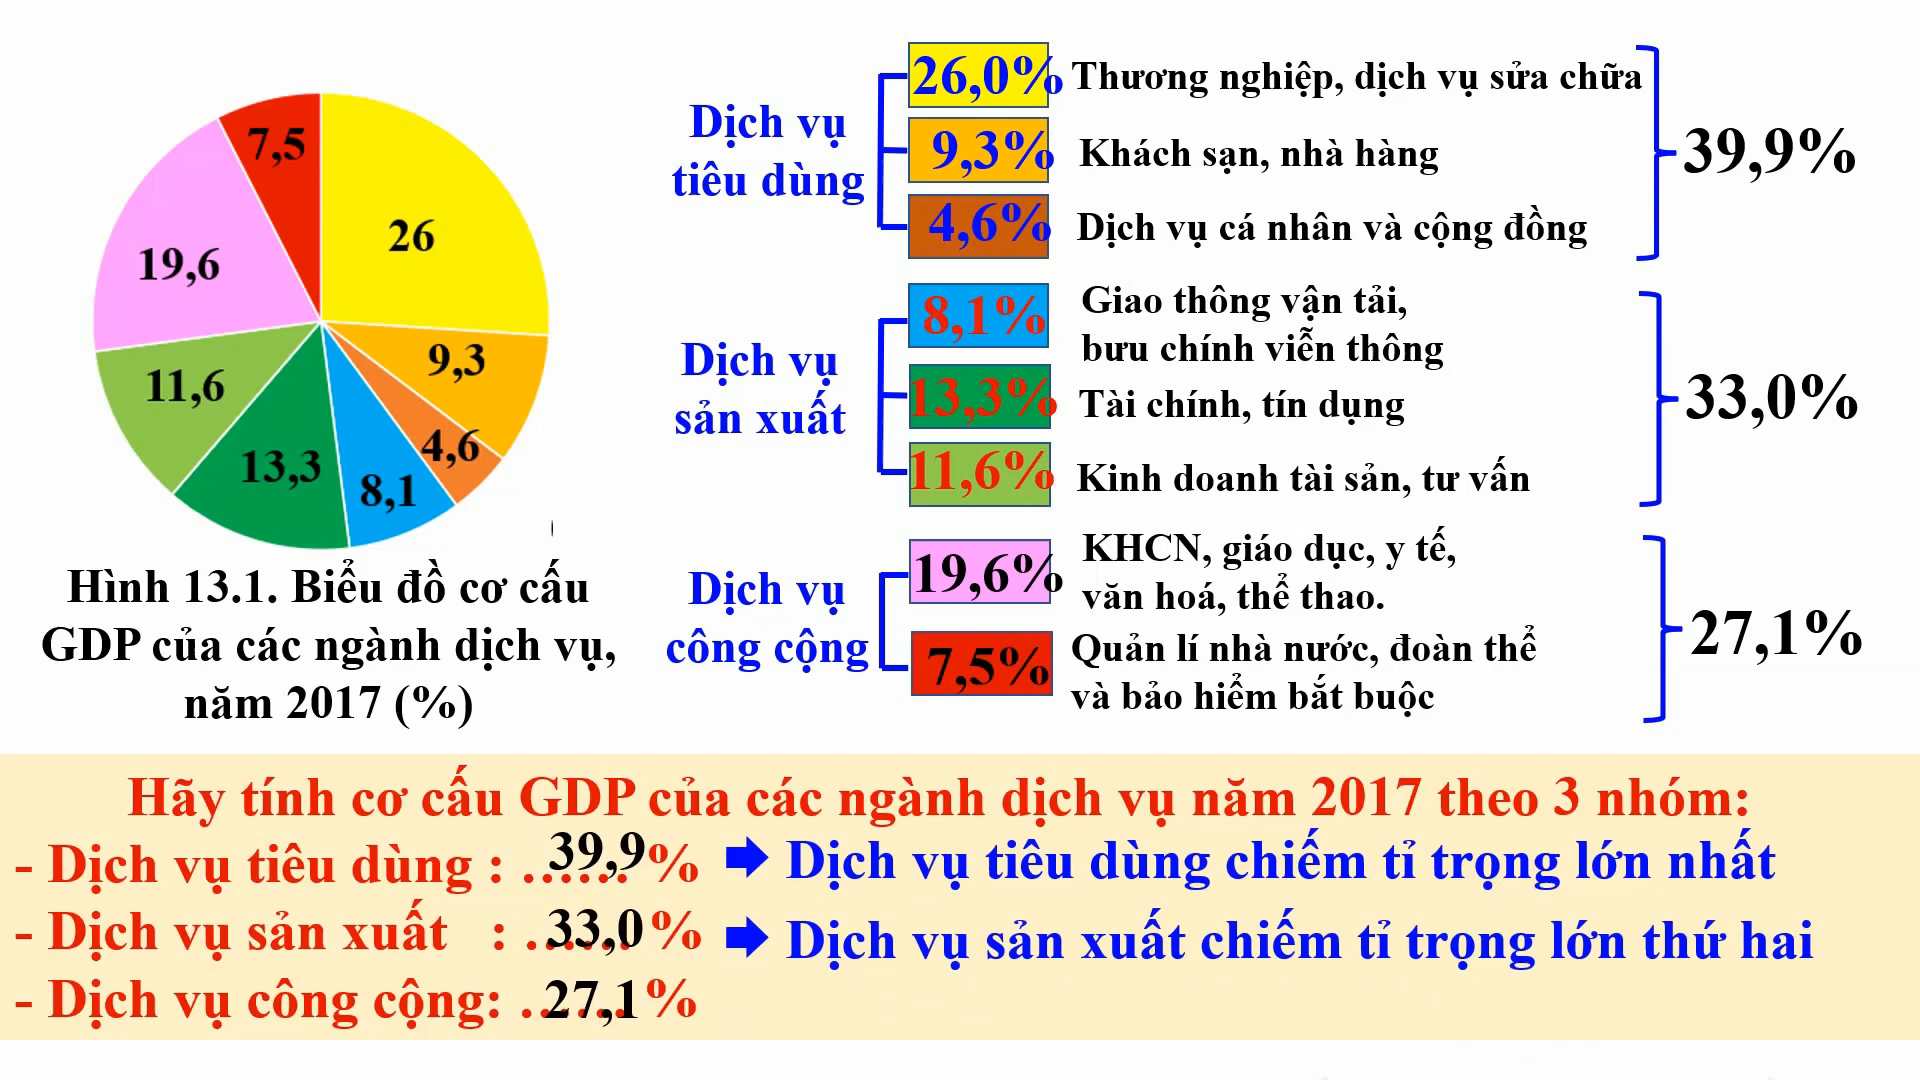 7,5
26
19,6
9,3
11,6
4,6
13,3
8,1
Hình 13.1. Biểu đồ cơ cấu
GDP của các ngành dịch vụ,
năm 2017 (%)
Dịch vụ
tiêu dùng
26,0% Thương nghiệp, dịch vụ sửa chữa
9,3% Khách sạn, nhà hàng
4,6% Dịch vụ cá nhân và cộng đồng
39,9%
Dịch vụ
sản xuất
8,1% Giao thông vận tải,
bưu chính viễn thông
13,3% Tài chính, tín dụng
11,6% Kinh doanh tài sản, tư vấn
33,0%
Dịch vụ
công cộng
19,6% KHCN, giáo dục, y tế,
văn hoá, thể thao.
7,5% Quản lí nhà nước, đoàn thể
và bảo hiểm bắt buộc
27,1%
Hãy tính cơ cấu GDP của các ngành dịch vụ năm 2017 theo 3 nhóm:
- Dịch vụ tiêu dùng : ...39,9...% Dịch vụ tiêu dùng chiếm tỉ trọng lớn nhất
- Dịch vụ sản xuất : ...33,0...% Dịch vụ sản xuất chiếm tỉ trọng lớn thứ hai
- Dịch vụ công cộng: ...27,1...%